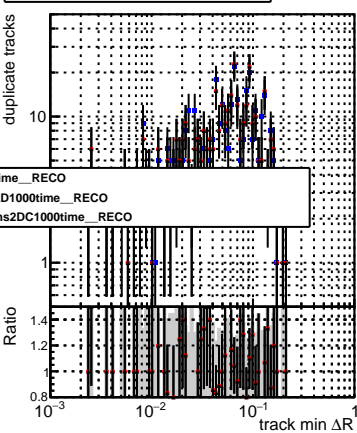 duplicate tracks
10
ime__RECO
D1000time__RECO
ns2DC1000time__RECO
1
Ratio
1.4
1.2
1
0.8
10−3 10−2 10−1 1
track min ΔR